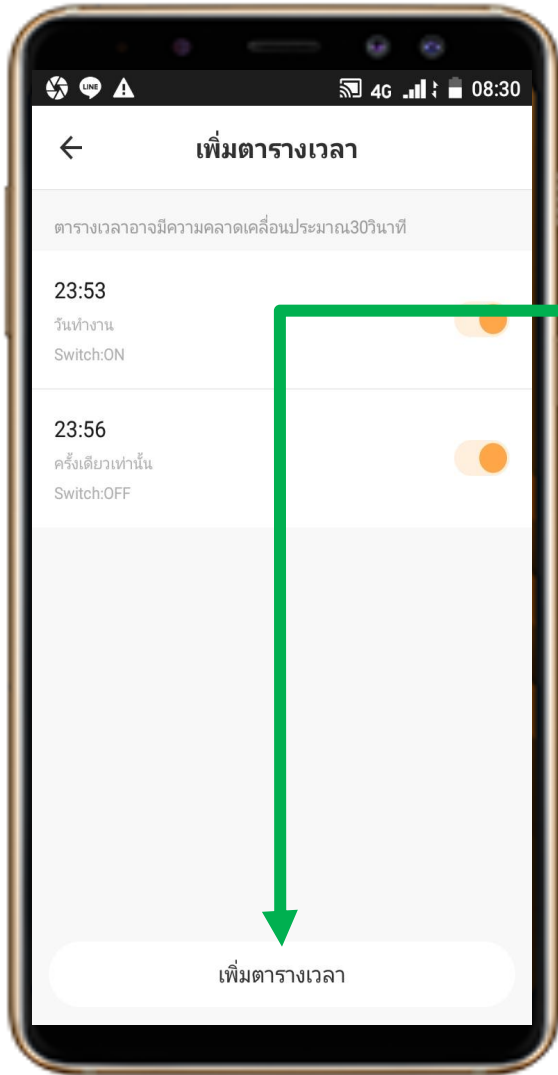 LINE 4G 08:30
เพิ่มตารางเวลา
ตารางเวลาอาจมีความคลาดเคลื่อนประมาณ30วินาที
23:53
วันทำงาน
Switch:ON
23:56
ครั้งเดียวเท่านั้น
Switch:OFF
เพิ่มตารางเวลา